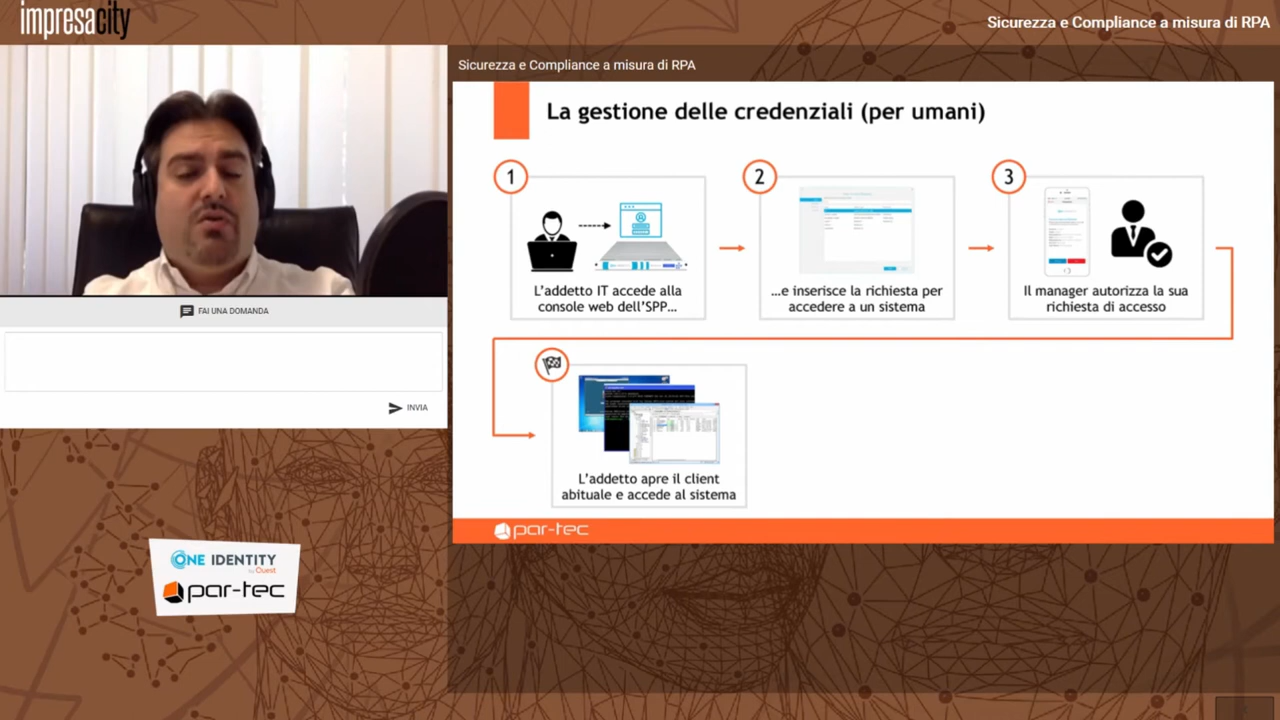 impresacity
Sicurezza e Compliance a misura di RPA
Sicurezza e Compliance a misura di RPA
La gestione delle credenziali (per umani)
1
L'addetto IT accede alla
console web dell'SPP...
2
...e inserisce la richiesta per
accedere a un sistema
3
Il manager autorizza la sua
richiesta di accesso
L'addetto apre il client
abituale e accede al sistema
par-tec
FAI UNA DOMANDA
INVIA
ONE IDENTITY
by Quest
par-tec